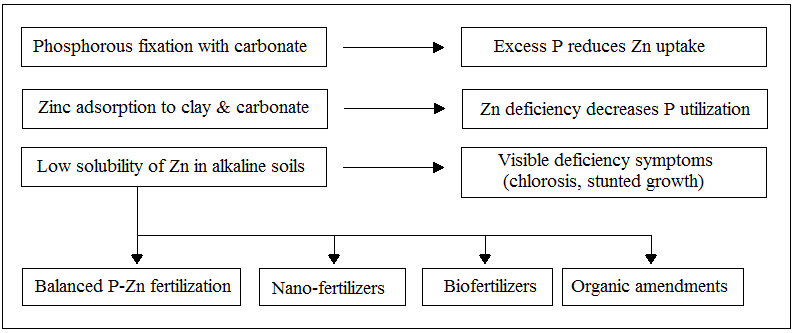 Phosphorous fixation with carbonate
Excess P reduces Zn uptake
Zinc adsorption to clay & carbonate
Zn deficiency decreases P utilization
Low solubility of Zn in alkaline soils
Visible deficiency symptoms
(chlorosis, stunted growth)
Balanced P-Zn fertilization
Nano-fertilizers
Biofertilizers
Organic amendments